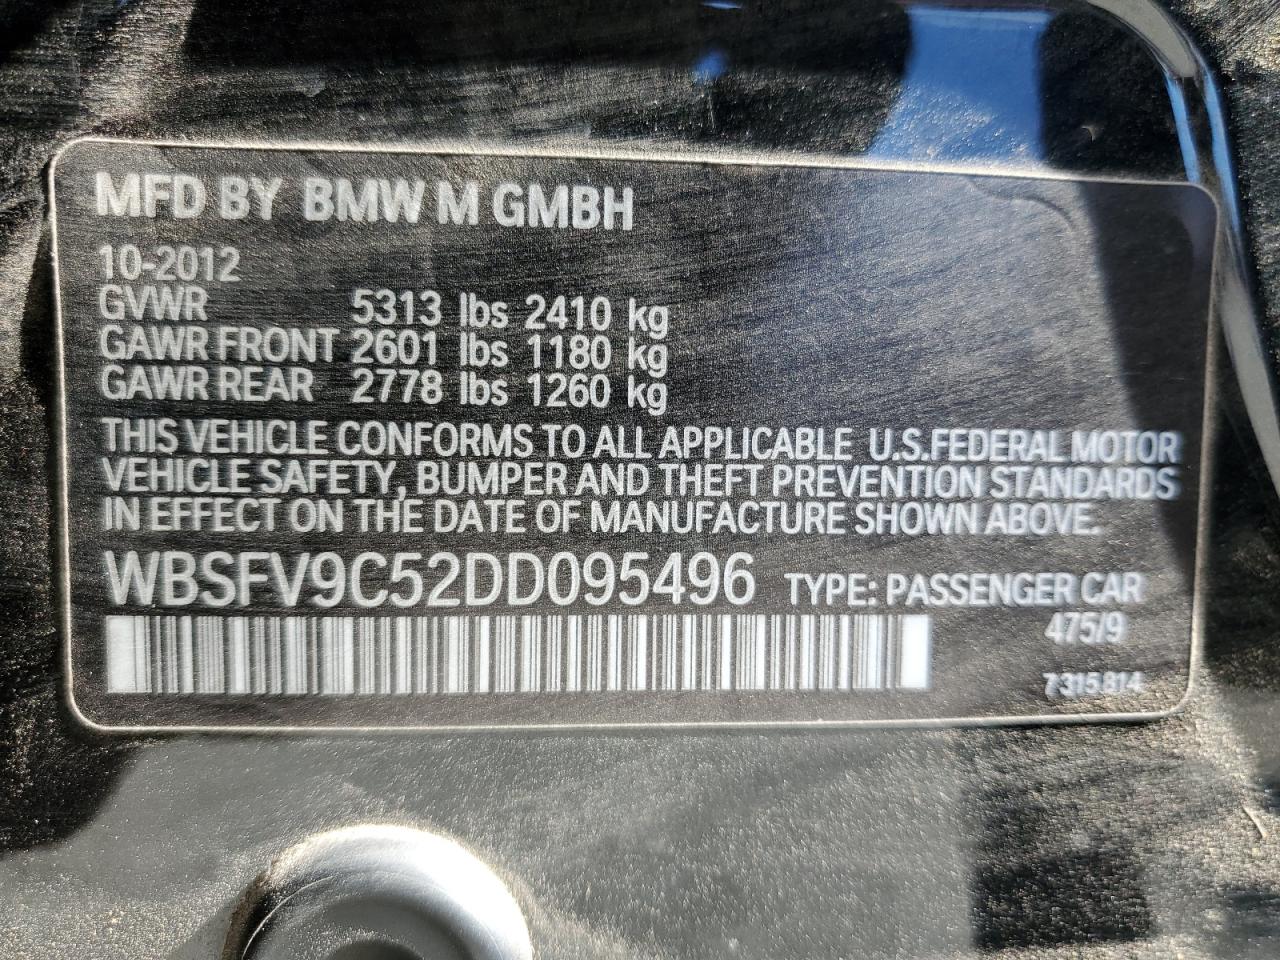 MFD BY BMW M GMBH
10-2012
GVWR 5313 lbs 2410 kg
GAWR FRONT 2601 lbs 1180 kg
GAWR REAR 2778 lbs 1260 kg
THIS VEHICLE CONFORMS TO ALL APPLICABLE U.S.FEDERAL MOTOR
VEHICLE SAFETY, BUMPER AND THEFT PREVENTION STANDARDS
IN EFFECT ON THE DATE OF MANUFACTURE SHOWN ABOVE.
WBSFV9C52DD095496 TYPE: PASSENGER CAR
475/9
7315814